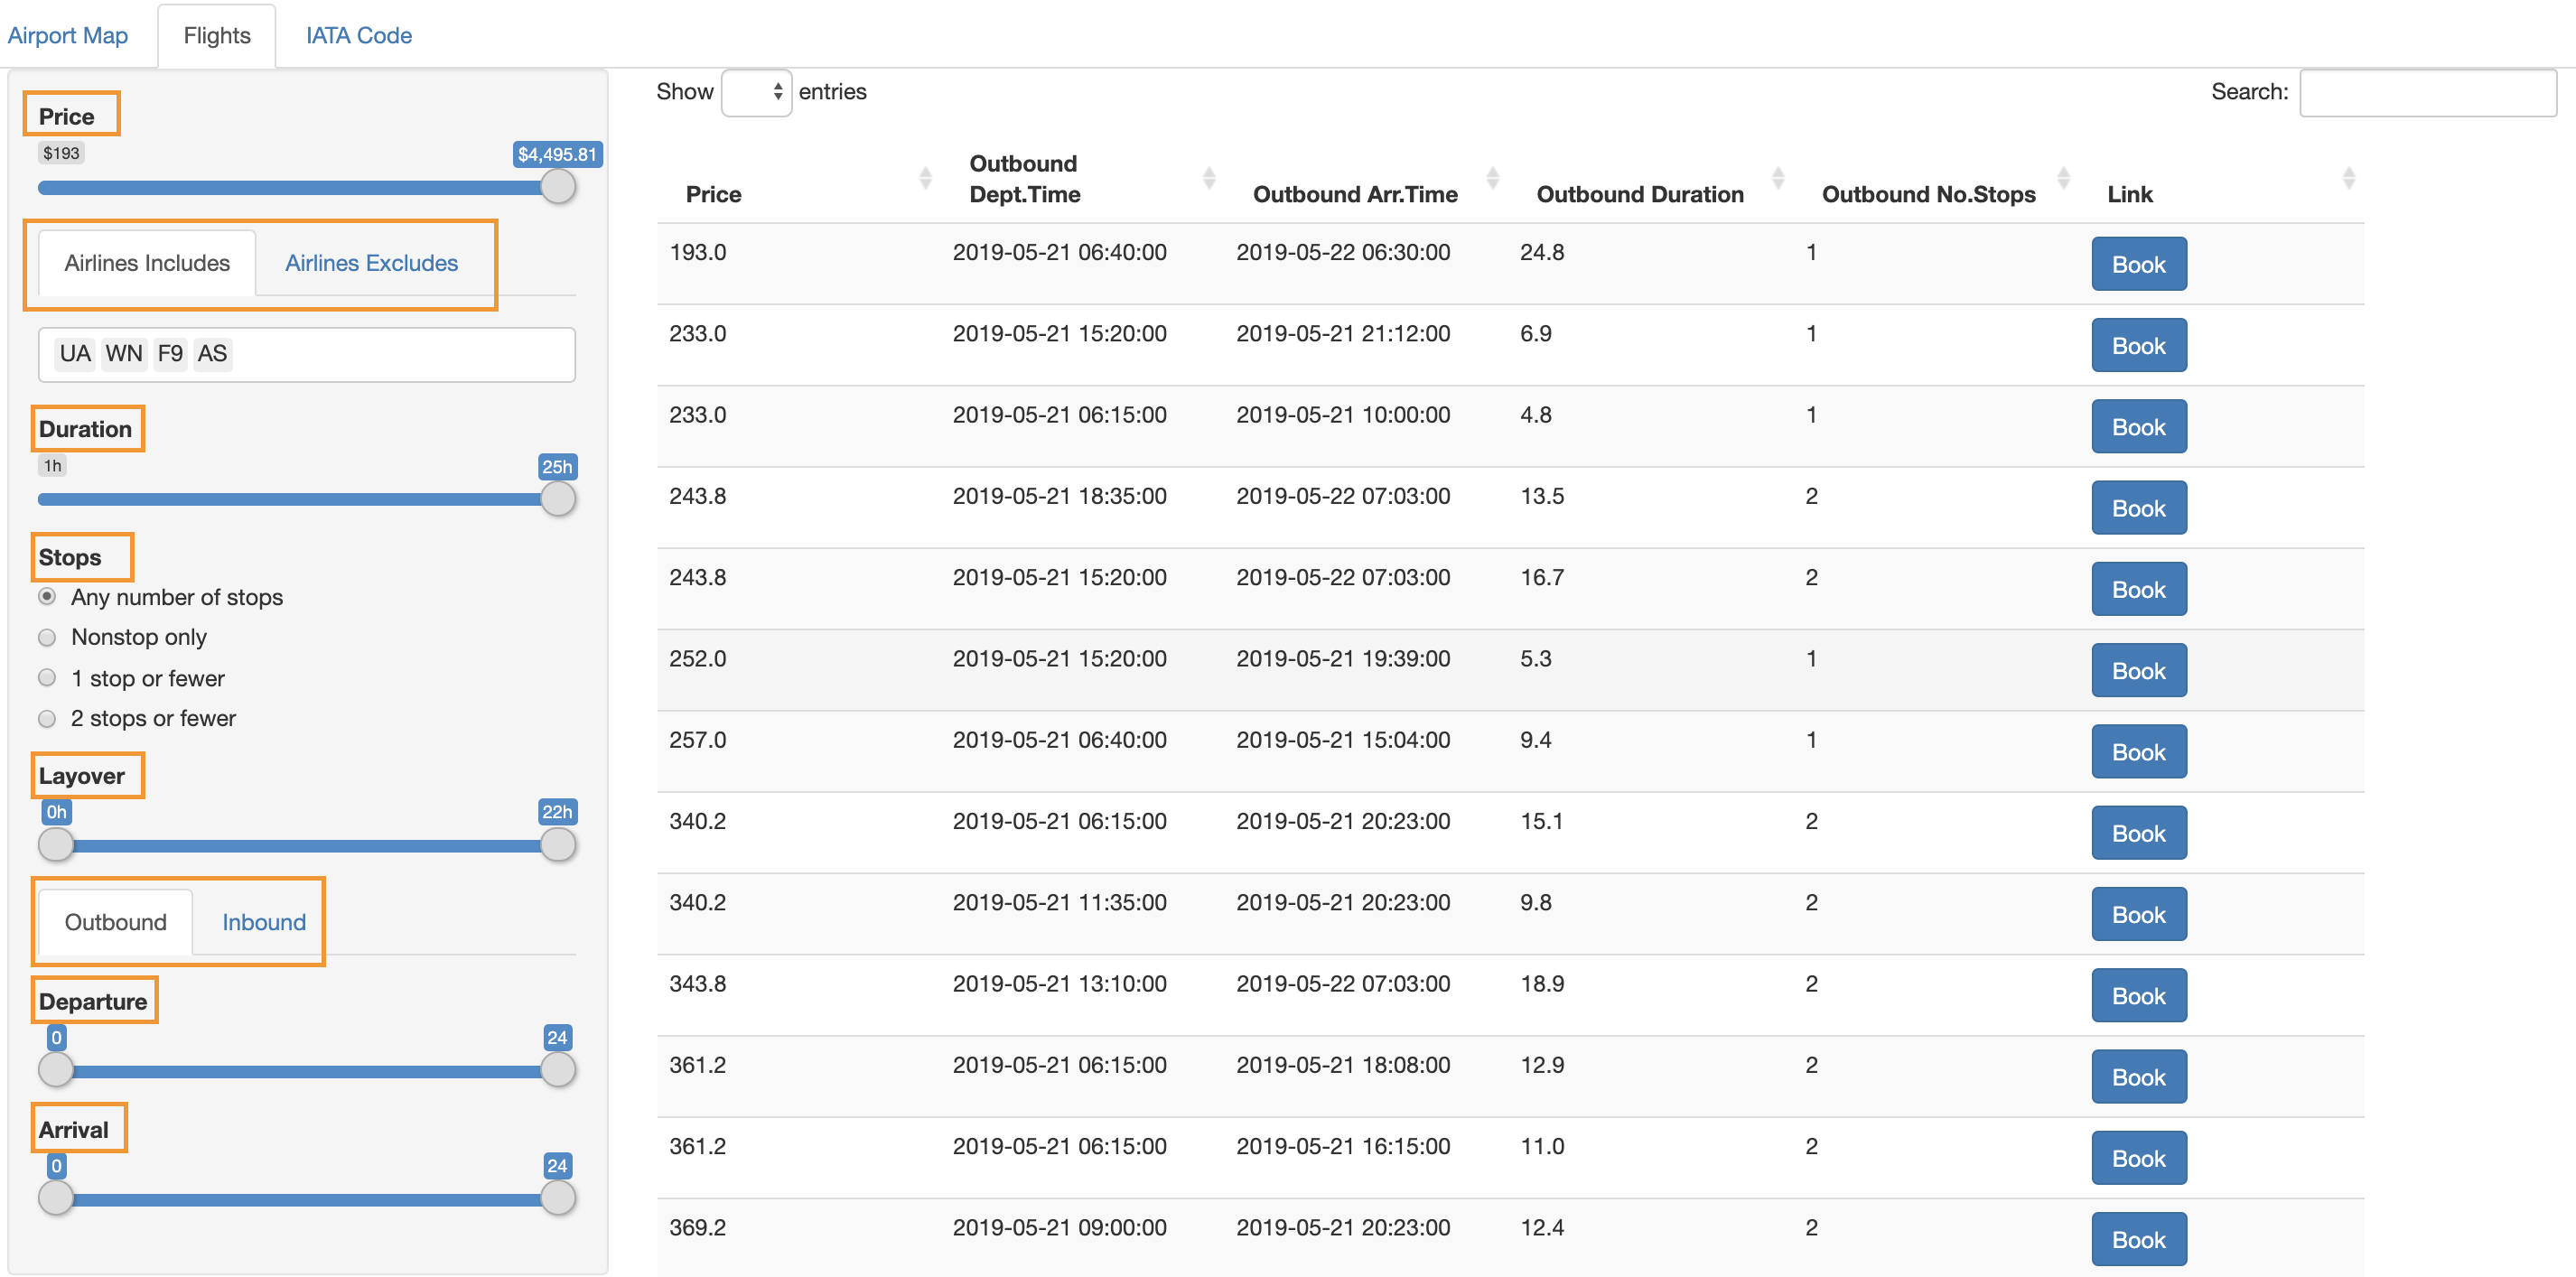 Airport Map Flights IATA Code
Price
$193 $4,495.81
Airlines Includes Airlines Excludes
UA WN F9 AS
Duration
1h 25h
Stops
Any number of stops
Nonstop only
1 stop or fewer
2 stops or fewer
Layover
0h 22h
Outbound Inbound
Departure
0 24
Arrival
0 24
Show entries Search:
Price Outbound Dept.Time Outbound Arr.Time Outbound Duration Outbound No.Stops Link
193.0 2019-05-21 06:40:00 2019-05-22 06:30:00 24.8 1 Book
233.0 2019-05-21 15:20:00 2019-05-21 21:12:00 6.9 1 Book
233.0 2019-05-21 06:15:00 2019-05-21 10:00:00 4.8 1 Book
243.8 2019-05-21 18:35:00 2019-05-22 07:03:00 13.5 2 Book
243.8 2019-05-21 15:20:00 2019-05-22 07:03:00 16.7 2 Book
252.0 2019-05-21 15:20:00 2019-05-21 19:39:00 5.3 1 Book
257.0 2019-05-21 06:40:00 2019-05-21 15:04:00 9.4 1 Book
340.2 2019-05-21 06:15:00 2019-05-21 20:23:00 15.1 2 Book
340.2 2019-05-21 11:35:00 2019-05-21 20:23:00 9.8 2 Book
343.8 2019-05-21 13:10:00 2019-05-22 07:03:00 18.9 2 Book
361.2 2019-05-21 06:15:00 2019-05-21 18:08:00 12.9 2 Book
361.2 2019-05-21 06:15:00 2019-05-21 16:15:00 11.0 2 Book
369.2 2019-05-21 09:00:00 2019-05-21 20:23:00 12.4 2 Book